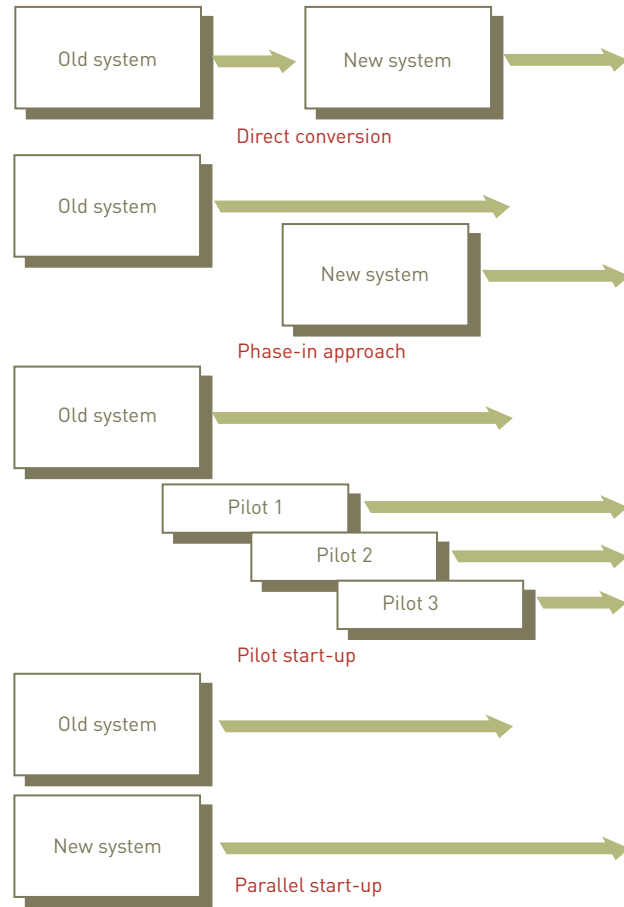 Old system
New system
Direct conversion
Old system
New system
Phase-in approach
Old system
Pilot 1
Pilot 2
Pilot 3
Pilot start-up
Old system
New system
Parallel start-up